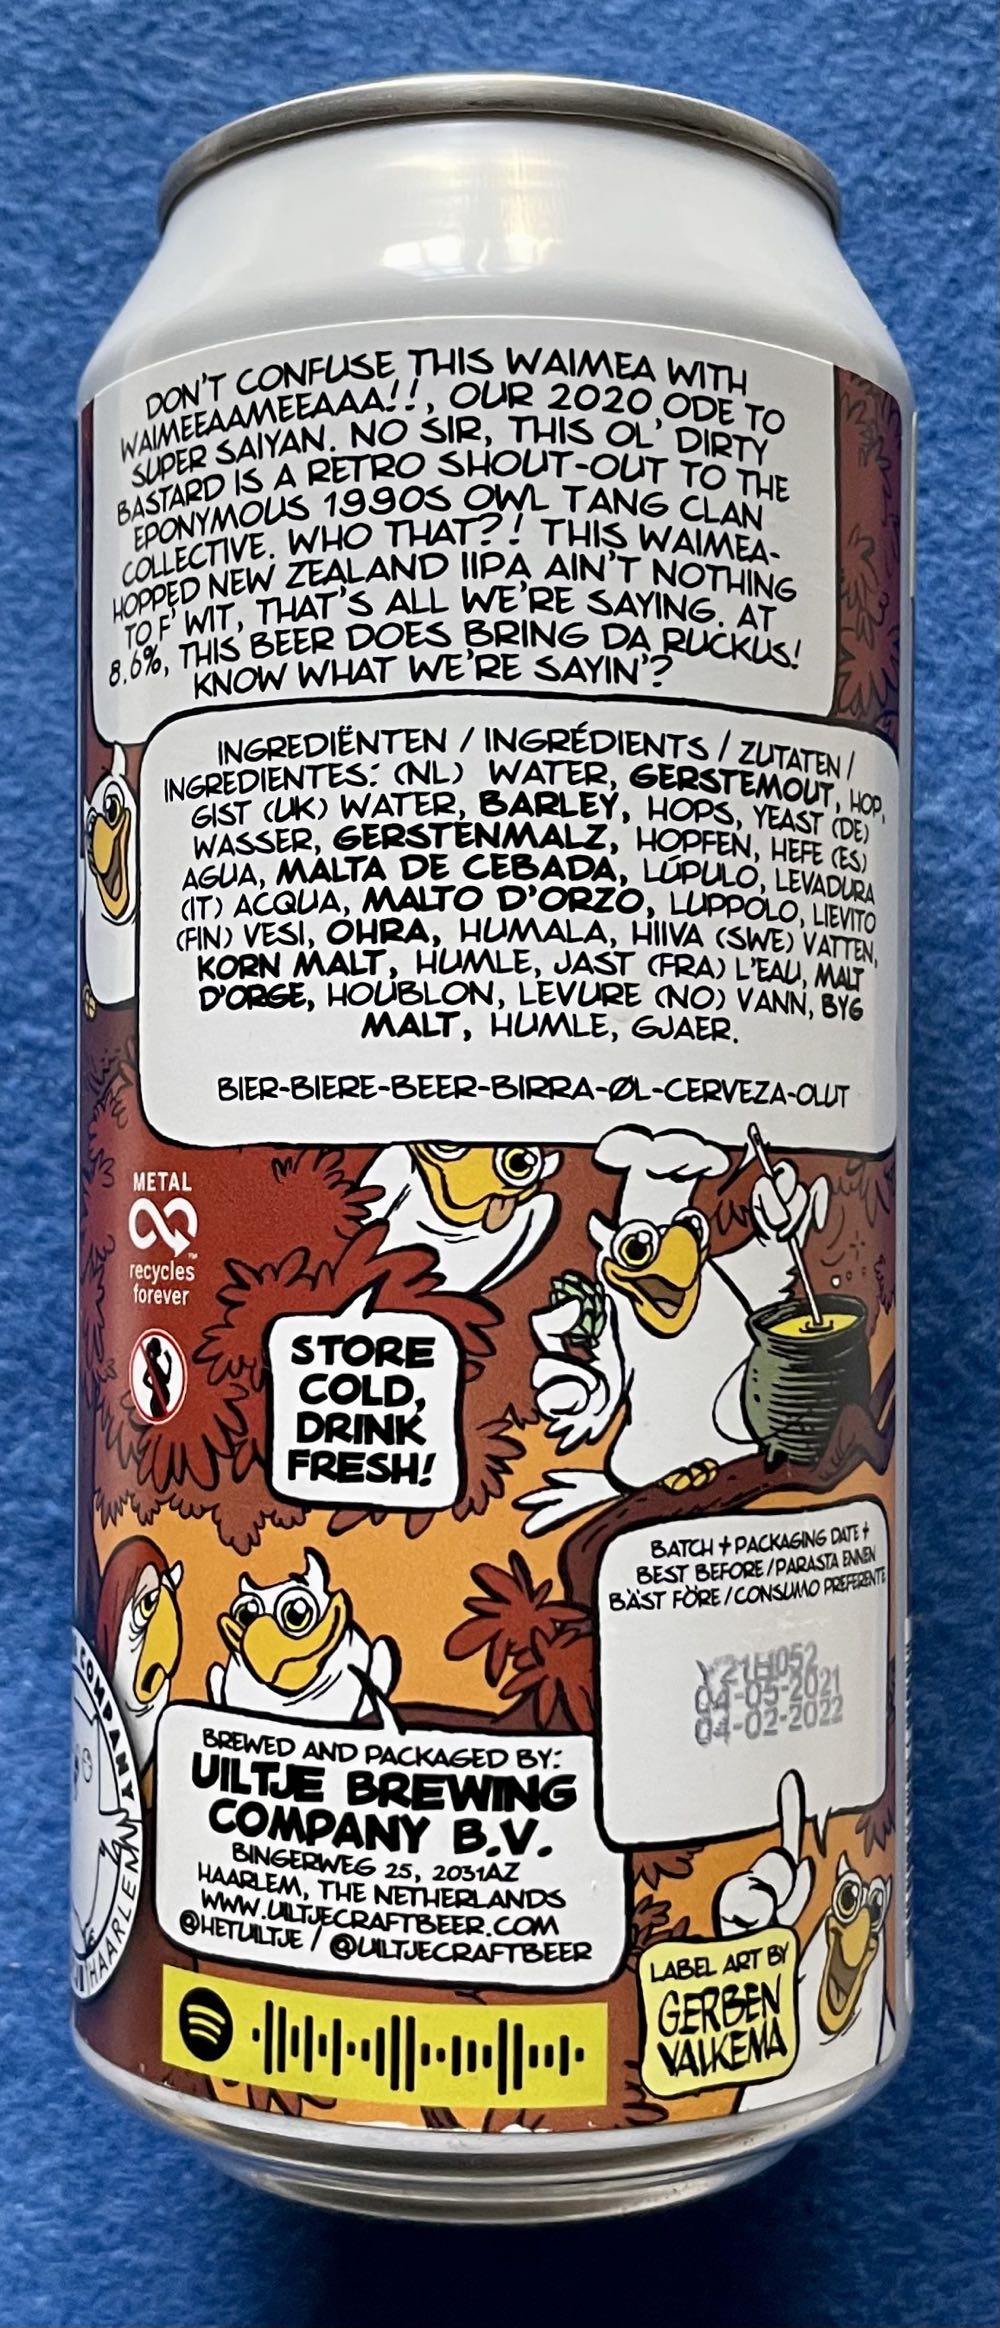 DON'T CONFUSE THIS WAIMEA WITH
WAIMEEAAMEEAAA!!, OUR 2020 ODE TO
SUPER SAIYAN. NO SIR, THIS OL' DIRTY
BASTARD IS A RETRO SHOUT-OUT TO THE
EPONYMOUS 1990S OWL TANG CLAN
COLLECTIVE. WHO THAT?! THIS WAIMEA-
HOPPED NEW ZEALAND IIPA AIN'T NOTHING
TO F' WIT, THAT'S ALL WE'RE SAYING. AT
8.6%, THIS BEER DOES BRING DA RUCKUS!
KNOW WHAT WE'RE SAYIN'?
INGREDIËNTEN / INGRÉDIENTS / ZUTATEN /
INGREDIENTES: (NL) WATER, GERSTEMOUT, HOP,
GIST (UK) WATER, BARLEY, HOPS, YEAST (DE)
WASSER, GERSTENMALZ, HOPFEN, HEFE (ES)
AGUA, MALTA DE CEBADA, LÚPULO, LEVADURA
(IT) ACQUA, MALTO D'ORZO, LUPPOLO, LIEVITO
(FIN) VESI, OHRA, HUMALA, HIIVA (SWE) VATTEN,
KORN MALT, HUMLE, JAST (FRA) L'EAU, MALT
D'ORGE, HOUBLON, LEVURE (NO) VANN, BYG
MALT, HUMLE, GJAER.
BIER-BIERE-BEER-BIRRA-ØL-CERVEZA-OLUT
METAL
recycles
forever
STORE
COLD,
DRINK
FRESH!
BATCH + PACKAGING DATE +
BEST BEFORE / PARASTA ENNEN
BÄST FÖRE / CONSUMO PREFERENTE
Y21H052
04-05-2021
04-02-2022
COMPANY
HAARLEM
BREWED AND PACKAGED BY:
UILTJE BREWING
COMPANY B.V.
BINGERWEG 25, 2031AZ
HAARLEM, THE NETHERLANDS
WWW.UILTJECRAFTBEER.COM
@HETUILTJE / @UILTJECRAFTBEER
LABEL ART BY
GERBEN
VALKEMA